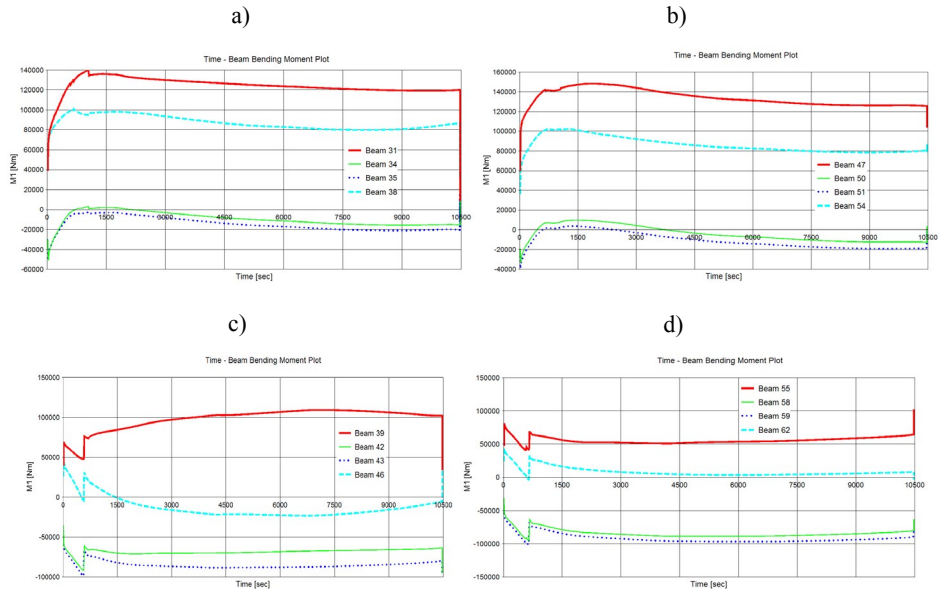 a)
Time - Beam Bending Moment Plot
M1 [Nm]
140000
120000
100000
80000
60000
40000
20000
0
-20000
-40000
-60000
0
1500
3000
4500
6000
7500
9000
10500
Beam 31
Beam 34
Beam 35
Beam 38
Time [sec]
b)
Time - Beam Bending Moment Plot
M1 [Nm]
160000
140000
120000
100000
80000
60000
40000
20000
0
-20000
-40000
0
1500
3000
4500
6000
7500
9000
10500
Beam 47
Beam 50
Beam 51
Beam 54
Time [sec]
c)
Time - Beam Bending Moment Plot
M1 [Nm]
150000
100000
50000
0
-50000
-100000
0
1500
3000
4500
6000
7500
9000
10500
Beam 39
Beam 42
Beam 43
Beam 46
Time [sec]
d)
Time - Beam Bending Moment Plot
M1 [Nm]
150000
100000
50000
0
-50000
-100000
-150000
0
1500
3000
4500
6000
7500
9000
10500
Beam 55
Beam 58
Beam 59
Beam 62
Time [sec]